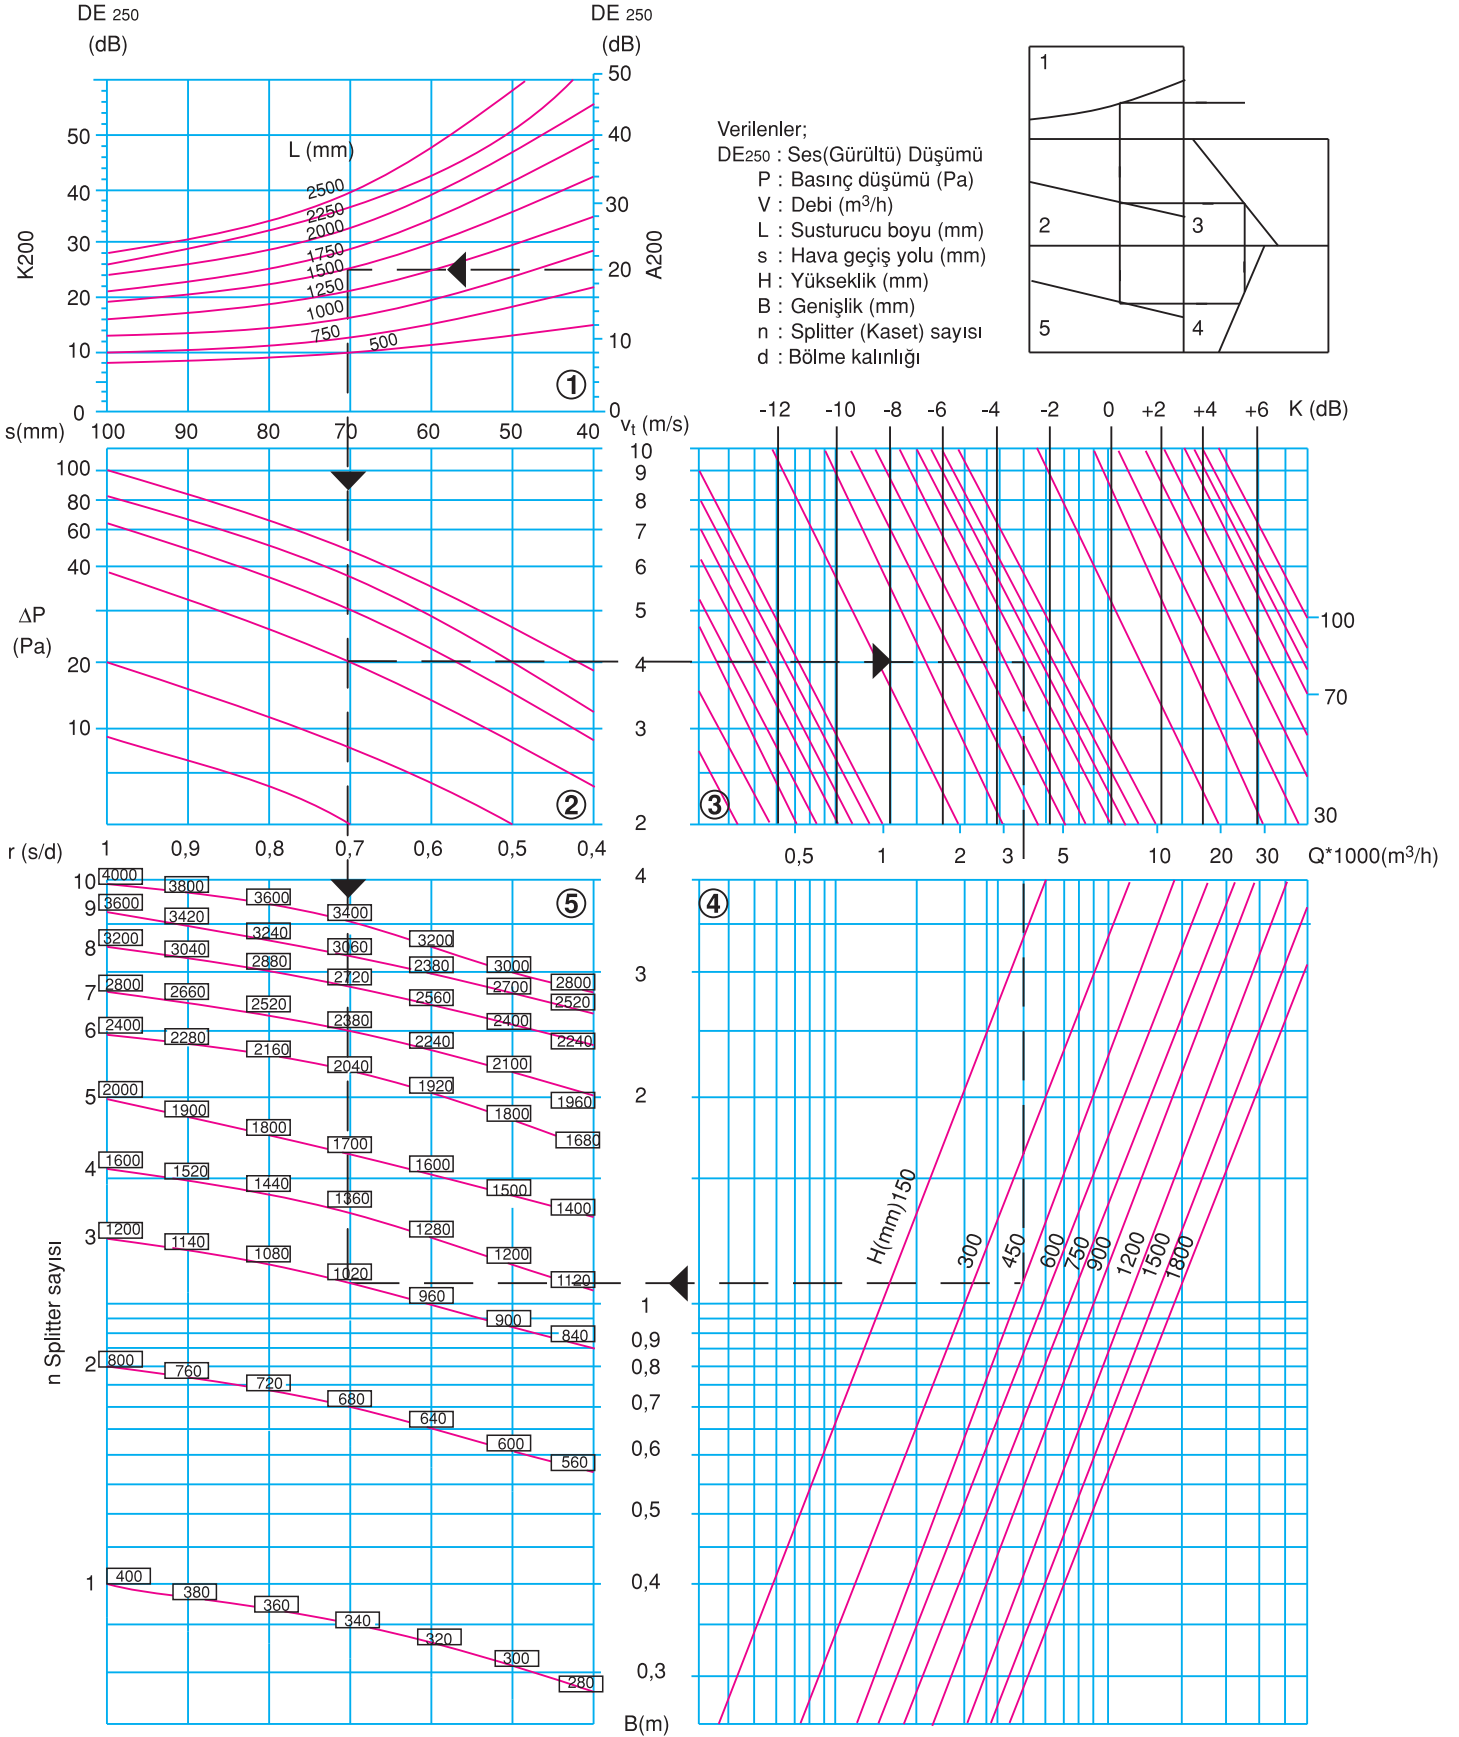 DE 250 DE 250
(dB) (dB)
50
40
30
20
10
0
K200
50
40
30
20
10
0
A200
L (mm)
2500
2250
2000
1750
1500
1250
1000
750
500
1
Verilenler;
DE250 : Ses(Gürültü) Düşümü
P : Basınç düşümü (Pa)
V : Debi (m³/h)
L : Susturucu boyu (mm)
s : Hava geçiş yolu (mm)
H : Yükseklik (mm)
B : Genişlik (mm)
n : Splitter (Kaset) sayısı
d : Bölme kalınlığı
1
2 3
5 4
s(mm) 100 90 80 70 60 50 40 vt (m/s)
-12 -10 -8 -6 -4 -2 0 +2 +4 +6 K (dB)
100
80
60
40
20
10
ΔP
(Pa)
2
10
9
8
7
6
5
4
3
2
3
100
70
30
r (s/d) 1 0,9 0,8 0,7 0,6 0,5 0,4
0,5 1 2 3 5 10 20 30 Q*1000(m³/h)
n Splitter sayısı
10 4000 3800 3600 3400 3200 3000 2800
9 3600 3420 3240 3060 2380 2700 2520
8 3200 3040 2880 2720 2560 2400 2240
7 2800 2660 2520 2380 2240 2100 1960
6 2400 2280 2160 2040 1920 1800 1680
5 2000 1900 1800 1700 1600 1500 1400
4 1600 1520 1440 1360 1280 1200 1120
3 1200 1140 1080 1020 960 900 840
2 800 760 720 680 640 600 560
1 400 380 360 340 320 300 280
5
4
3
2
1
0,9
0,8
0,7
0,6
0,5
0,4
0,3
B(m)
4
H(mm)150
300
450
600
750
900
1200
1500
1800